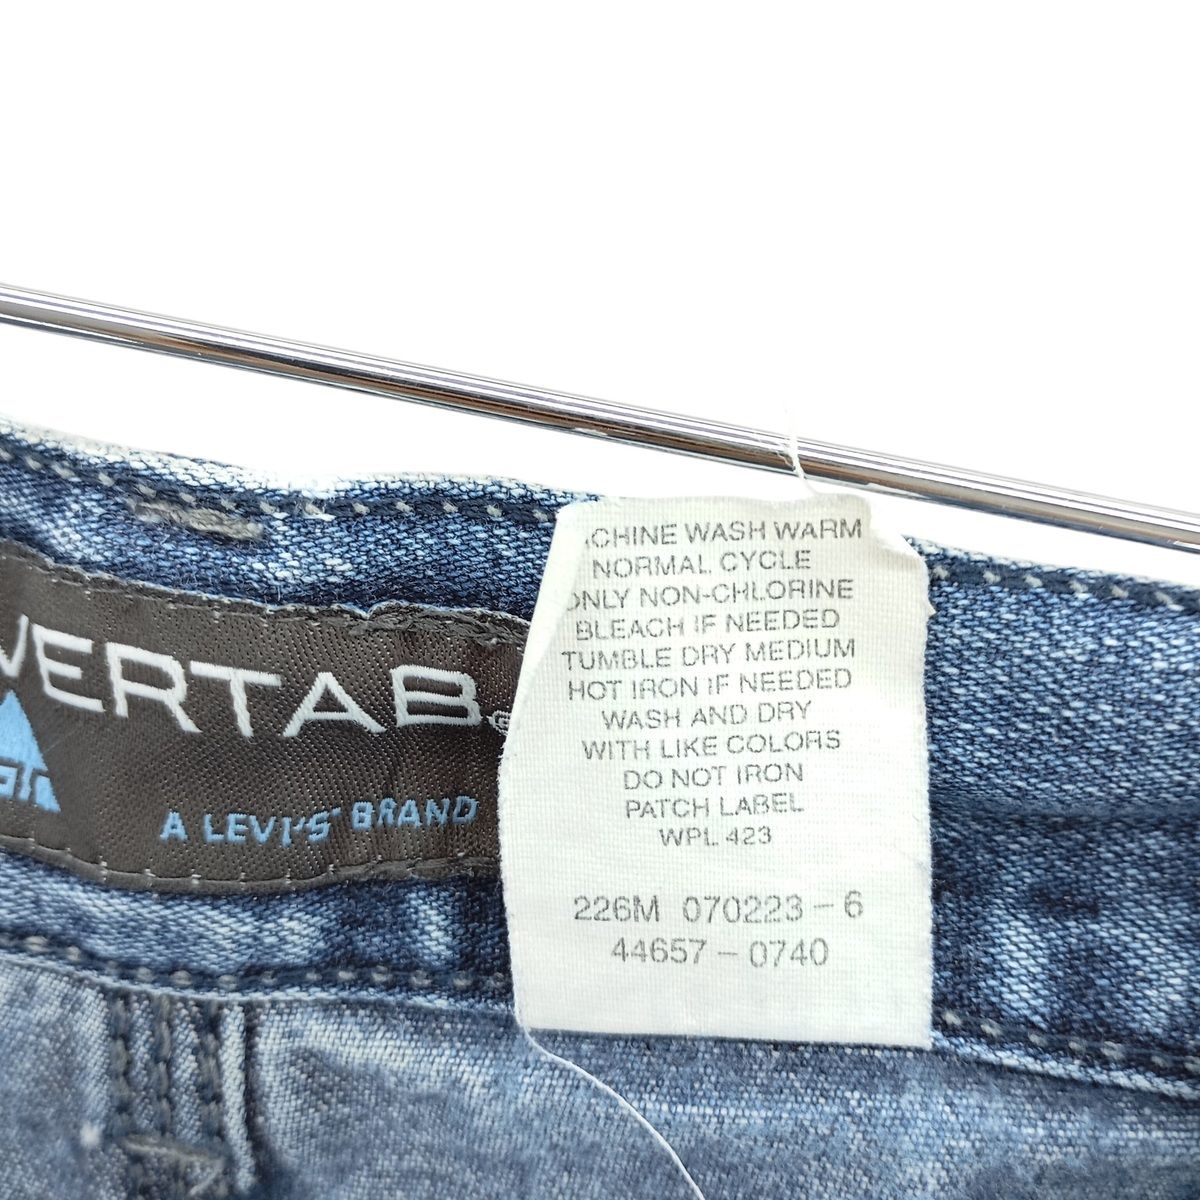 VERTAB
A LEVI'S® BRAND
CHINE WASH WARM
NORMAL CYCLE
ONLY NON-CHLORINE
BLEACH IF NEEDED
TUMBLE DRY MEDIUM
HOT IRON IF NEEDED
WASH AND DRY
WITH LIKE COLORS
DO NOT IRON
PATCH LABEL
WPL 423
226M 070223-6
44657-0740